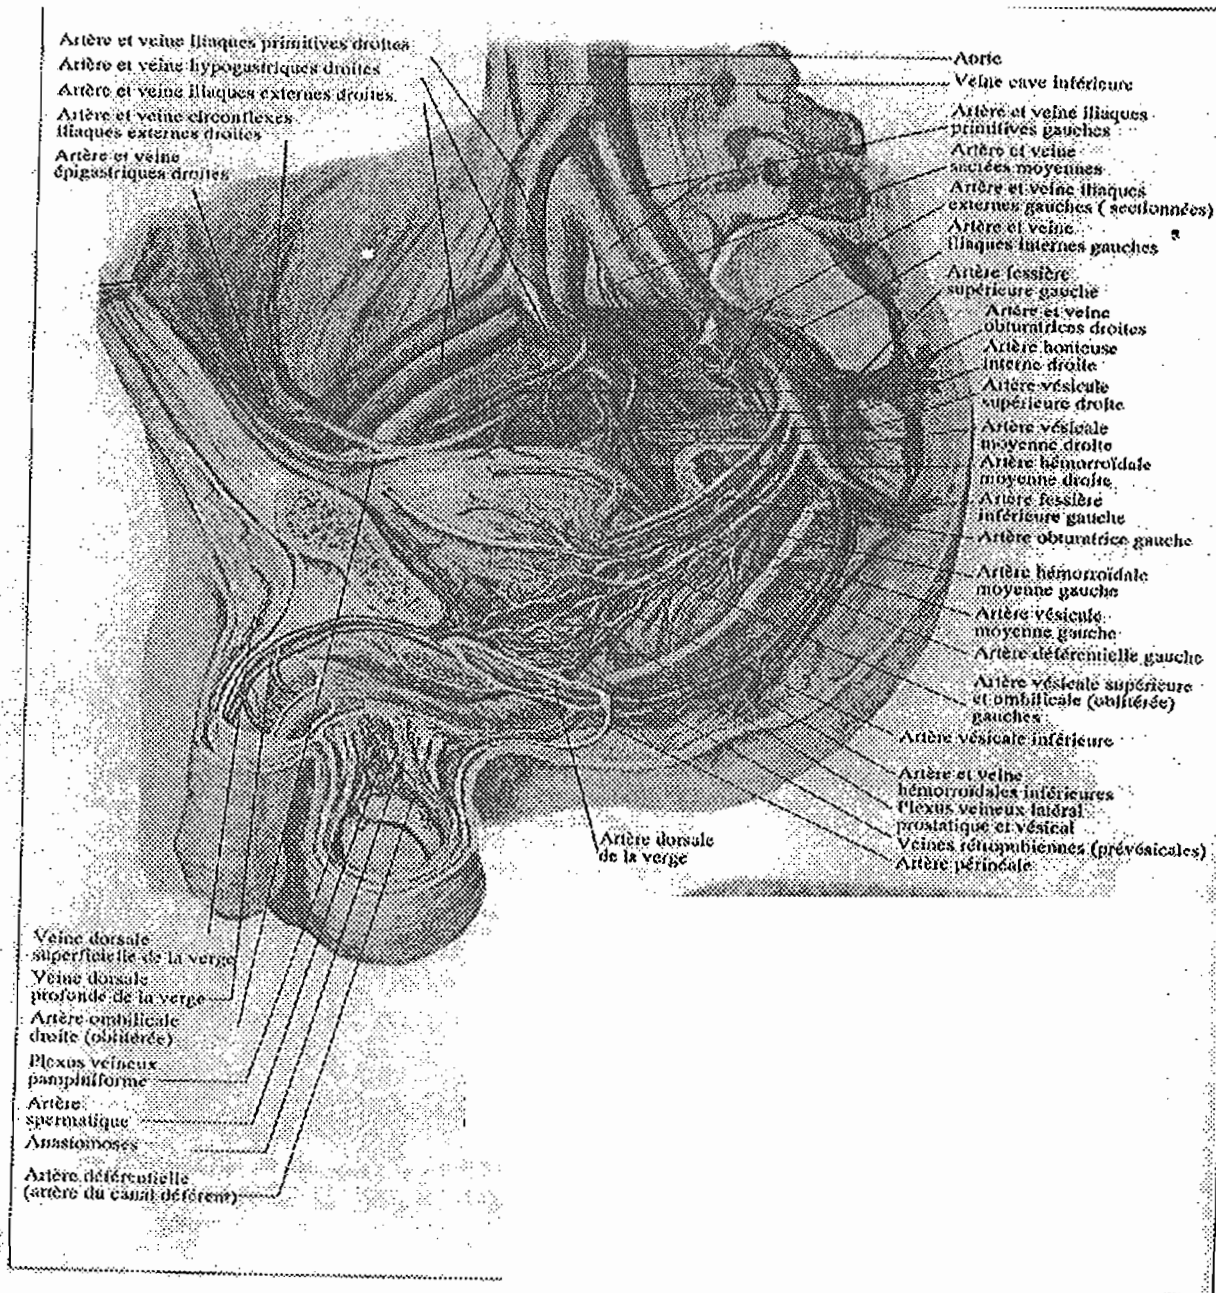 Artère et veine Iliaques primitives droites
Artère et veine hypogastriques droites
Artère et veine iliaques externes droites
Artère et veine circonflexes
iliaques externes droites
Artère et veine
épigastriques droites
Aorte
Veine cave inférieure
Artère et veine iliaques
primitives gauches
Artère et veine
sacrées moyennes
Artère et veine iliaques
externes gauches ( sectionnées)
Artère et veine
Iliaques internes gauches
Artère fessière
supérieure gauche
Artère et veine
obturatrices droites
Artère honteuse
interne droite
Artère vésicule
supérieure droite
Artère vésicale
moyenne droite
Artère hémorroïdale
moyenne droite
Artère fessière
inférieure gauche
Artère obturatrice gauche
Artère hémorroïdale
moyenne gauche
Artère vésicule
moyenne gauche
Artère déférentielle gauche
Artère vésicale supérieure
et ombilicale (oblitérée)
gauches
Artère vésicale inférieure
Artère et veine
hémorroïdales inférieures
Plexus veineux latéral
prostatique et vésical
Veines rétropubiennes (prévésicales)
Artère périnéale
Artère dorsale
de la verge
Veine dorsale
superficielle de la verge
Veine dorsale
profonde de la verge
Artère ombilicale
droite (oblitérée)
Plexus veineux
pampiniforme
Artère
spermatique
Anastomoses
Artère déférentielle
(artère du canal déférent)